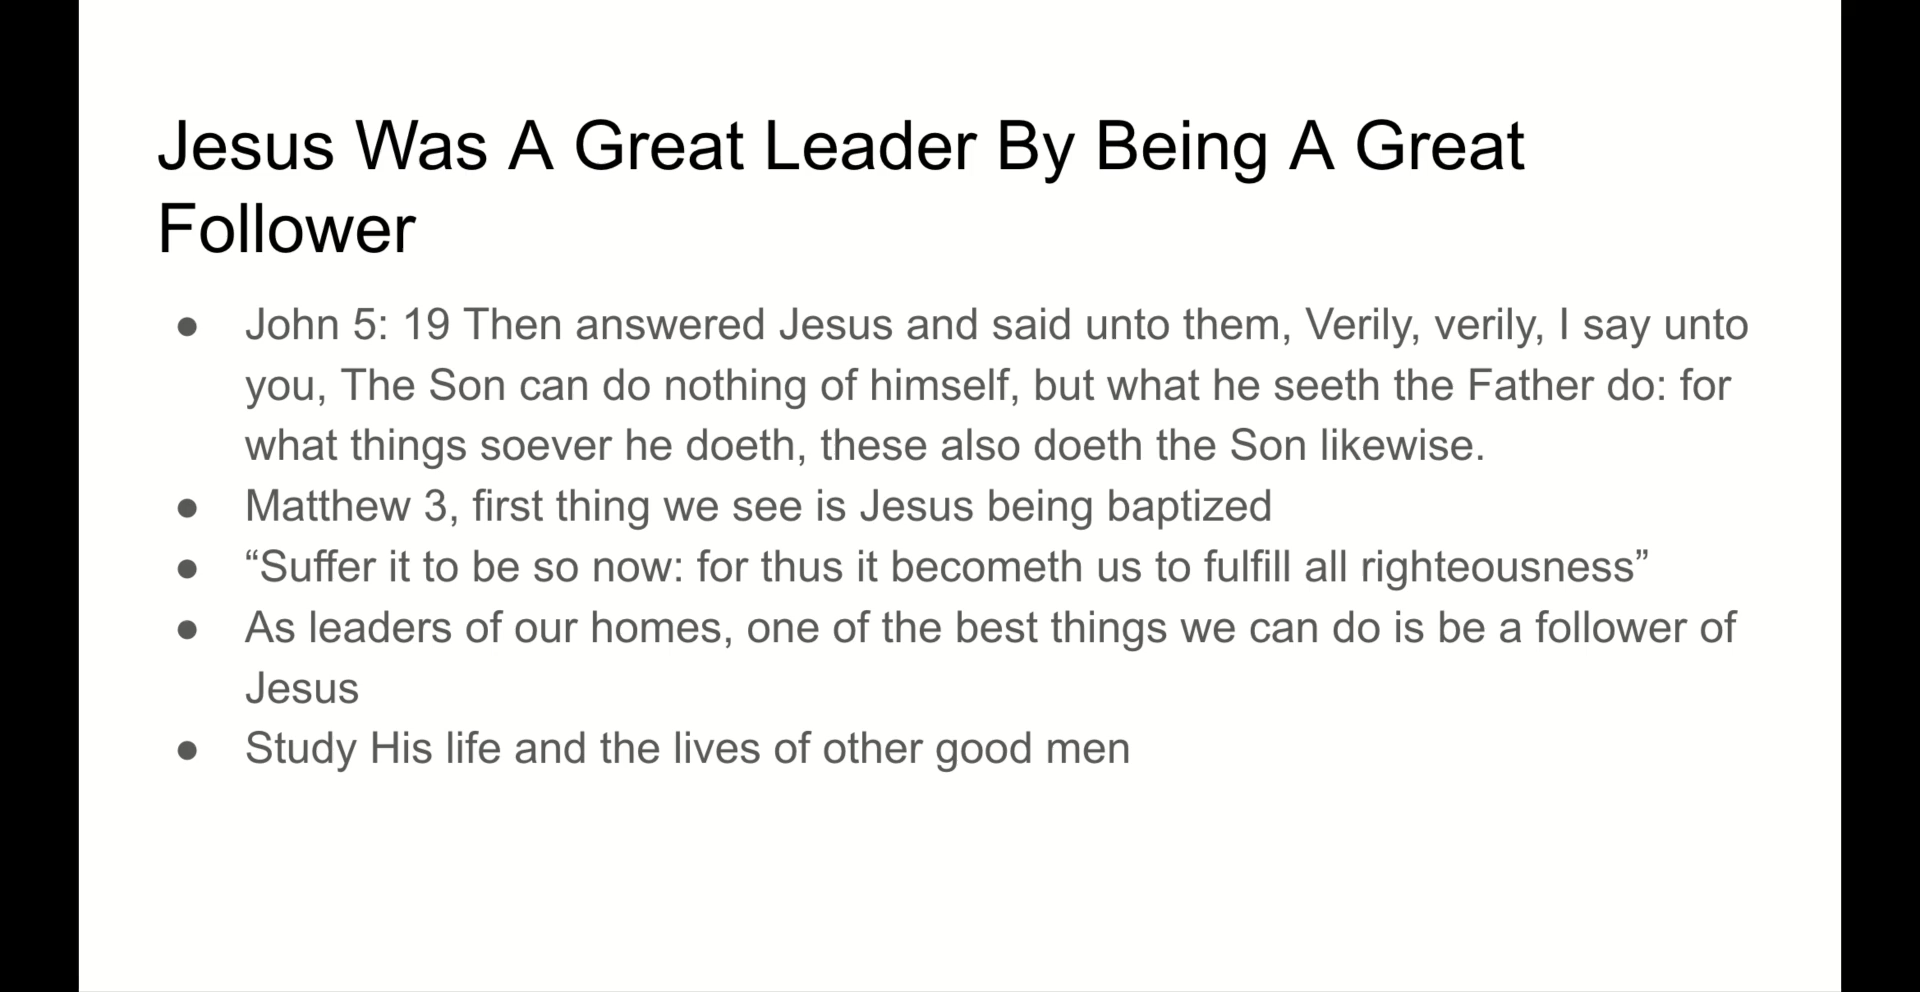 Jesus Was A Great Leader By Being A Great
Follower
● John 5: 19 Then answered Jesus and said unto them, Verily, verily, I say unto
you, The Son can do nothing of himself, but what he seeth the Father do: for
what things soever he doeth, these also doeth the Son likewise.
● Matthew 3, first thing we see is Jesus being baptized
● “Suffer it to be so now: for thus it becometh us to fulfill all righteousness”
● As leaders of our homes, one of the best things we can do is be a follower of
Jesus
● Study His life and the lives of other good men